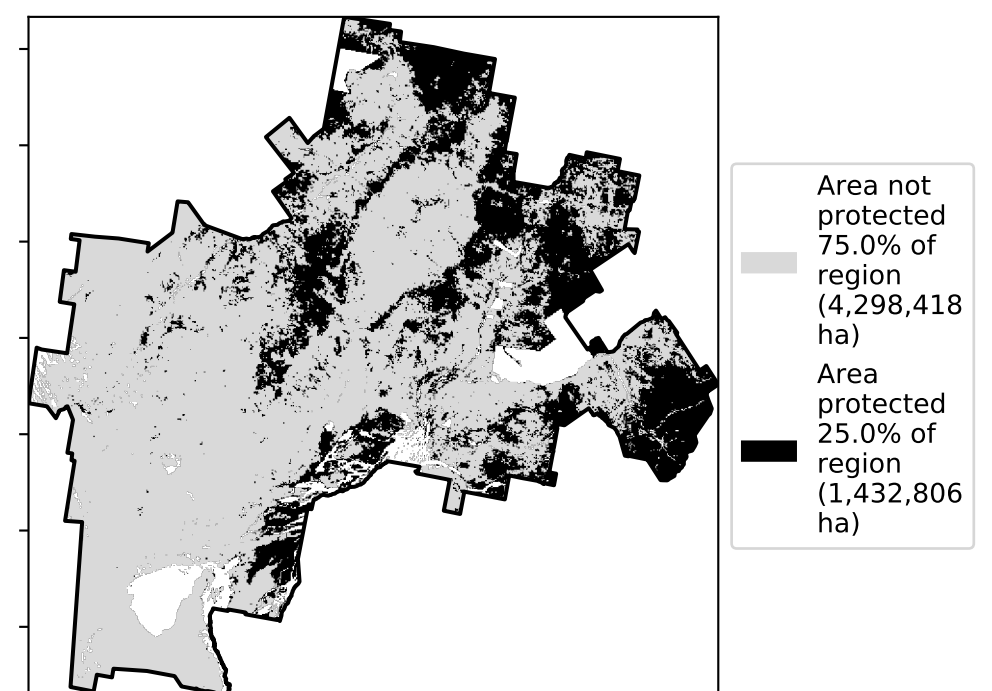 Area not
protected
75.0% of
region
(4,298,418
ha)
Area
protected
25.0% of
region
(1,432,806
ha)